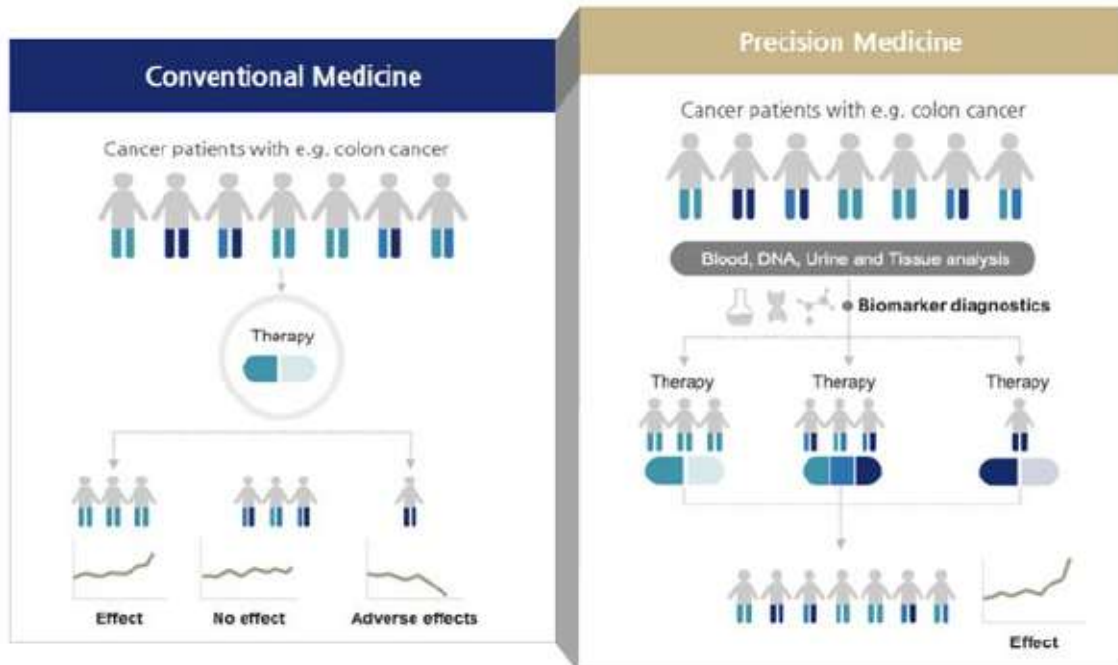 Conventional Medicine
Cancer patients with e.g. colon cancer
Therapy
Effect
No effect
Adverse effects
Precision Medicine
Cancer patients with e.g. colon cancer
Blood, DNA, Urine and Tissue analysis
Biomarker diagnostics
Therapy
Therapy
Therapy
Effect